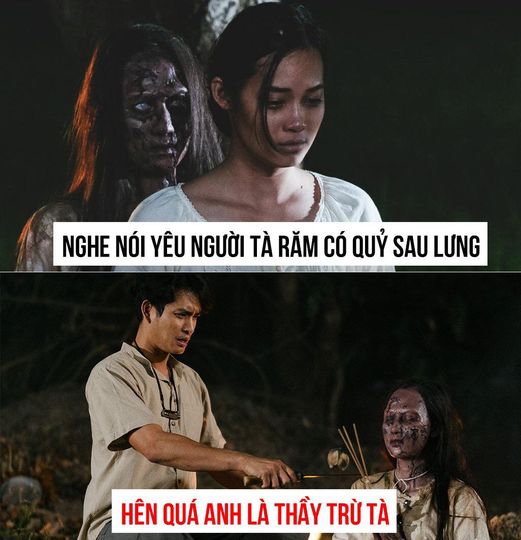 NGHE NÓI YÊU NGƯỜI TÀ RĂM CÓ QUỶ SAU LƯNG
HÊN QUÁ ANH LÀ THẦY TRỪ TÀ